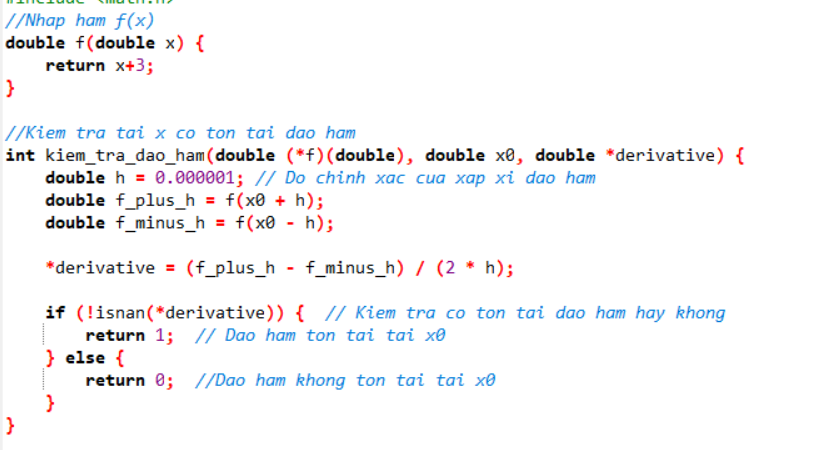 #include <math.h>
//Nhap ham f(x)
double f(double x) {
    return x+3;
}
//Kiem tra tai x co ton tai dao ham
int kiem_tra_dao_ham(double (*f)(double), double x0, double *derivative) {
    double h = 0.000001; // Do chinh xac cua xap xi dao ham
    double f_plus_h = f(x0 + h);
    double f_minus_h = f(x0 - h);
    *derivative = (f_plus_h - f_minus_h) / (2 * h);
    if (!isnan(*derivative)) {  // Kiem tra co ton tai dao ham hay khong
        return 1;  // Dao ham ton tai tai x0
    } else {
        return 0;  //Dao ham khong ton tai tai x0
    }
}